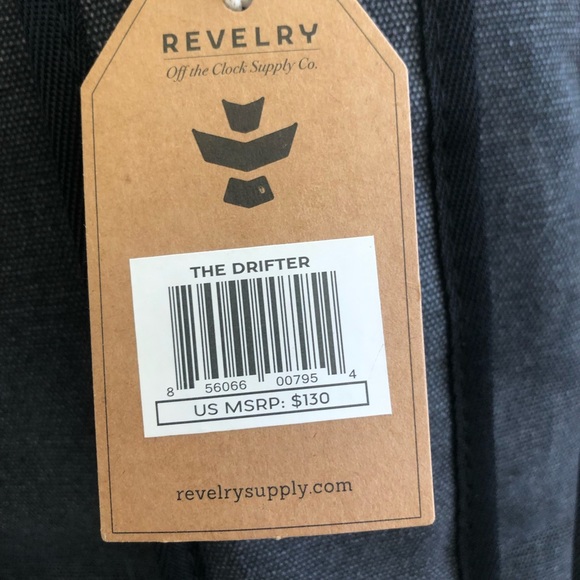 REVELRY
Off the Clock Supply Co.
THE DRIFTER
8 56066 00795 4
US MSRP: $130
revelrysupply.com